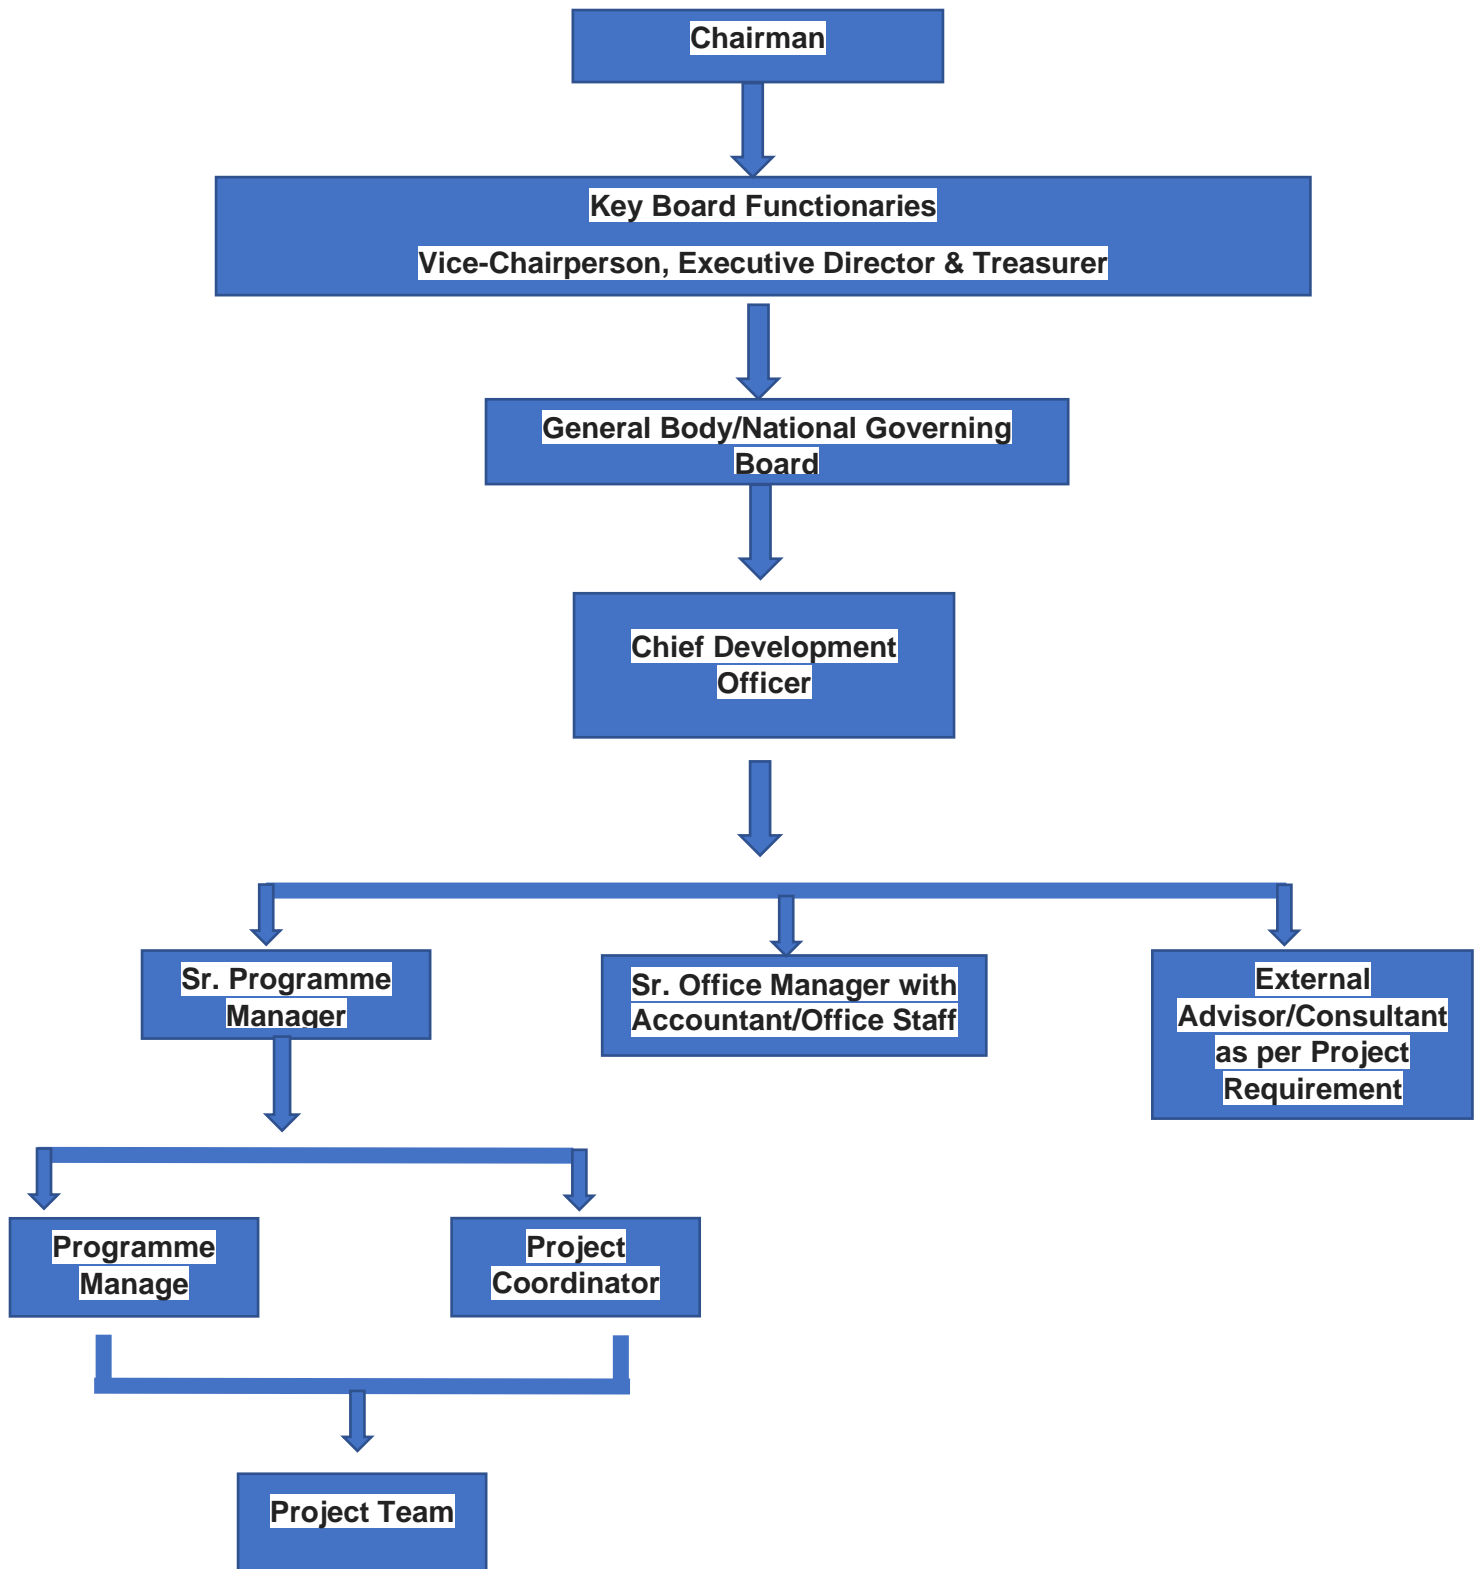 Chairman
Key Board Functionaries
Vice-Chairperson, Executive Director & Treasurer
General Body/National Governing
Board
Chief Development
Officer
Sr. Programme
Manager
Sr. Office Manager with
Accountant/Office Staff
External
Advisor/Consultant
as per Project
Requirement
Programme
Manage
Project
Coordinator
Project Team